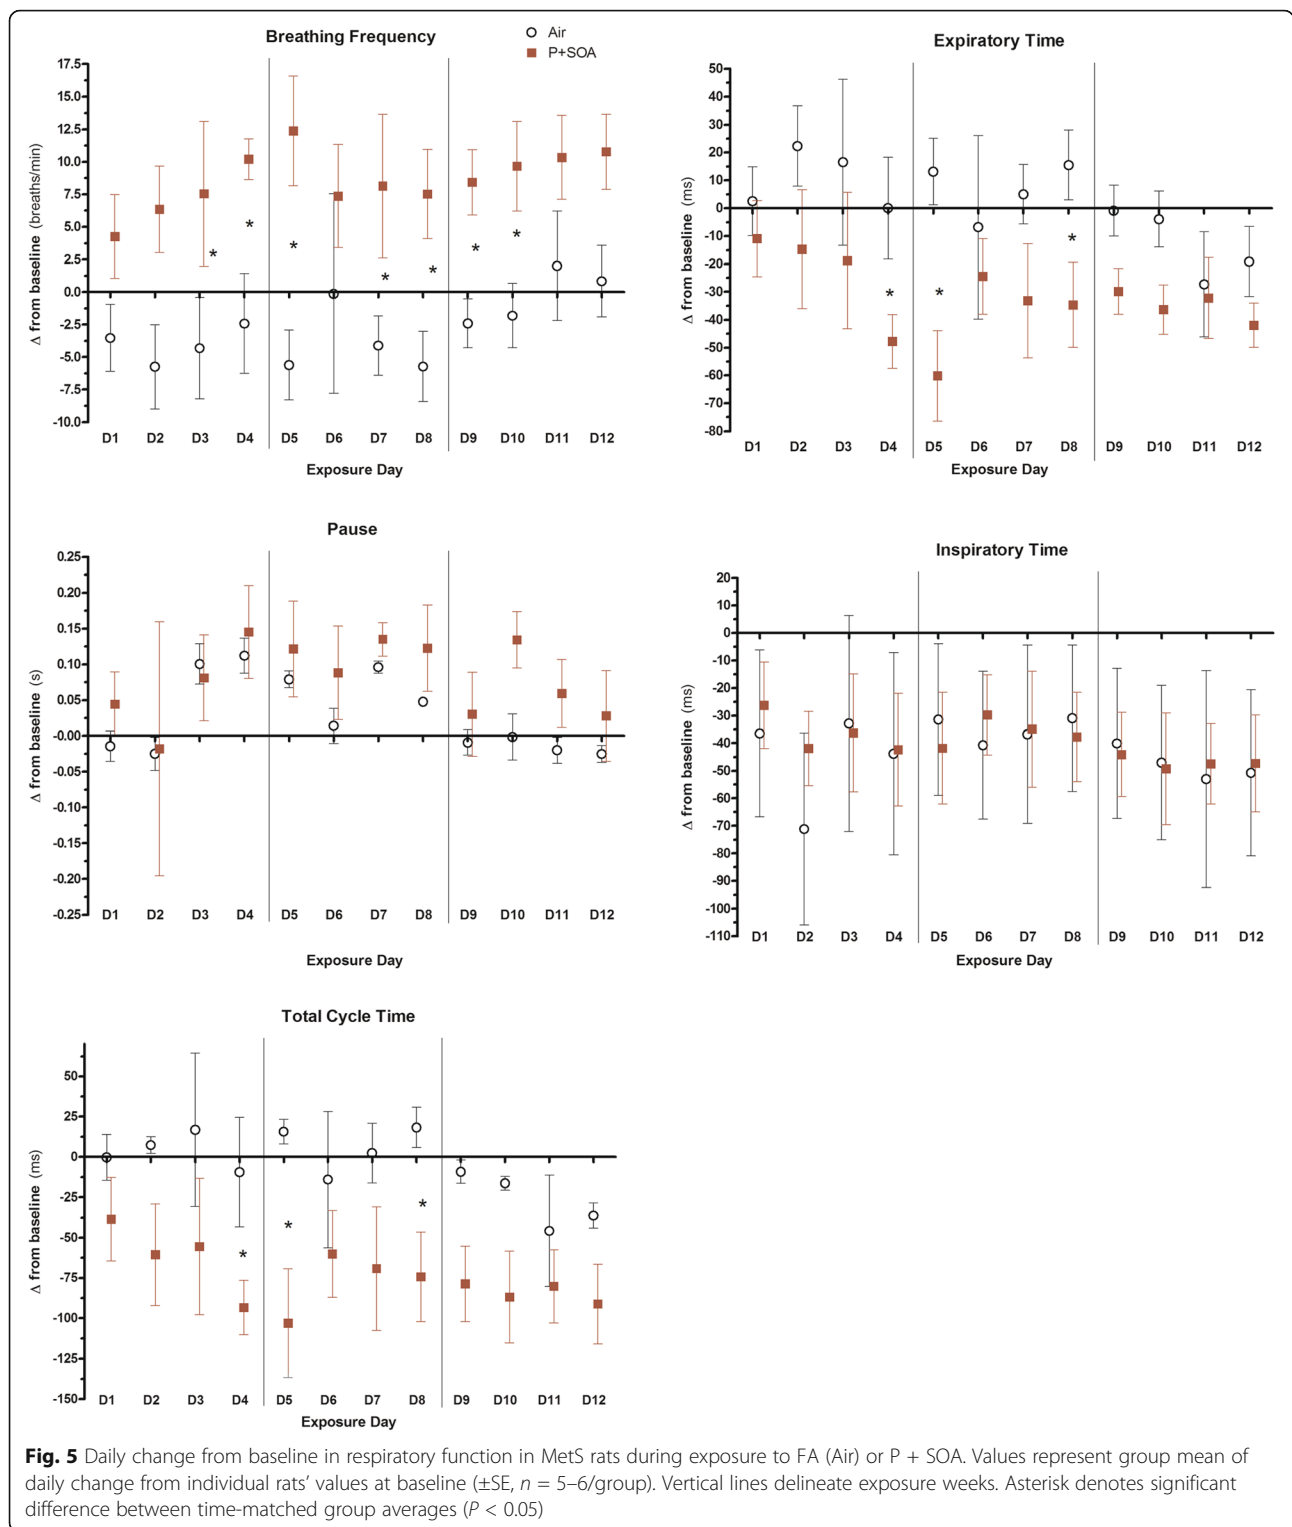 Breathing Frequency
Air
P+SOA
Δ from baseline (breaths/min)
17.5
15.0
12.5
10.0
7.5
5.0
2.5
0.0
-2.5
-5.0
-7.5
-10.0
* * * * * * *
D1 D2 D3 D4 D5 D6 D7 D8 D9 D10 D11 D12
Exposure Day
Expiratory Time
Δ from baseline (ms)
50
40
30
20
10
0
-10
-20
-30
-40
-50
-60
-70
-80
* * *
D1 D2 D3 D4 D5 D6 D7 D8 D9 D10 D11 D12
Exposure Day
Pause
Δ from baseline (s)
0.25
0.20
0.15
0.10
0.05
-0.00
-0.05
-0.10
-0.15
-0.20
-0.25
D1 D2 D3 D4 D5 D6 D7 D8 D9 D10 D11 D12
Exposure Day
Inspiratory Time
Δ from baseline (ms)
20
10
0
-10
-20
-30
-40
-50
-60
-70
-80
-90
-100
-110
D1 D2 D3 D4 D5 D6 D7 D8 D9 D10 D11 D12
Exposure Day
Total Cycle Time
Δ from baseline (ms)
50
25
0
-25
-50
-75
-100
-125
-150
* * *
D1 D2 D3 D4 D5 D6 D7 D8 D9 D10 D11 D12
Exposure Day
Fig. 5 Daily change from baseline in respiratory function in MetS rats during exposure to FA (Air) or P + SOA. Values represent group mean of
daily change from individual rats' values at baseline (±SE, n = 5–6/group). Vertical lines delineate exposure weeks. Asterisk denotes significant
difference between time-matched group averages (P < 0.05)